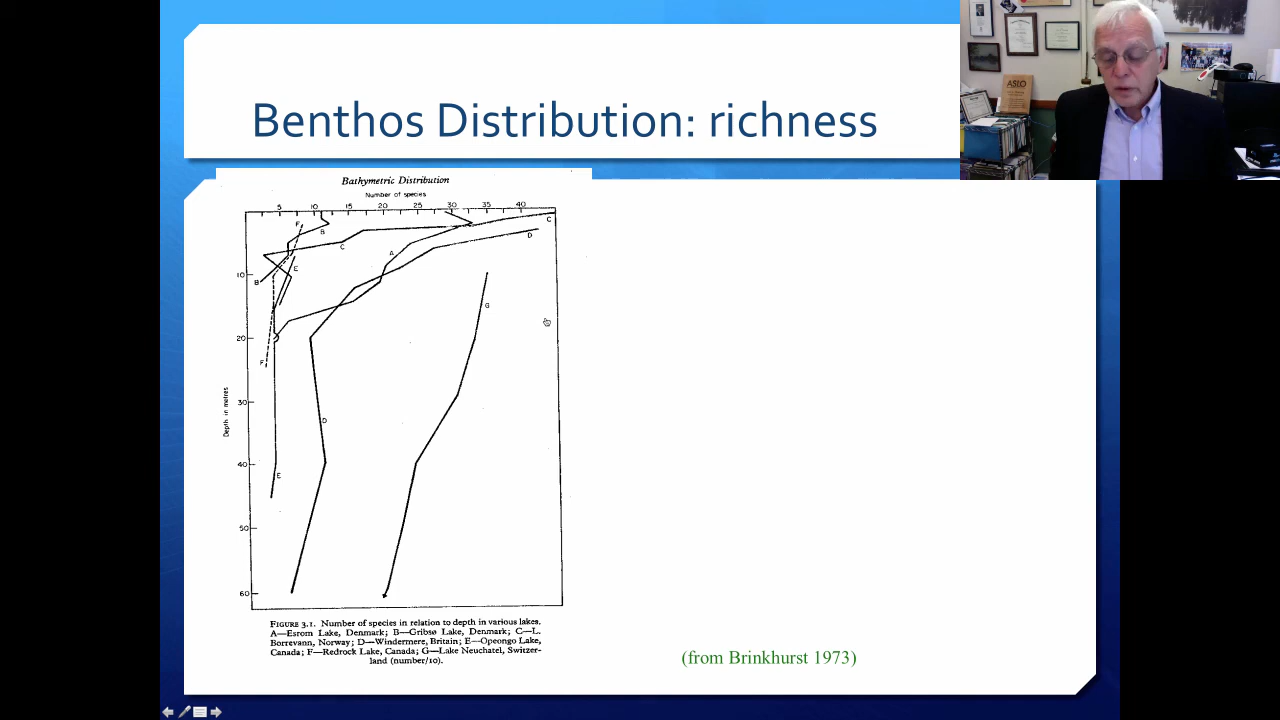 Benthos Distribution: richness
ASLO
Bathymetric Distribution
Number of species
5 10 15 20 25 30 35 40
F
B
C
D
C
A
E
B
10
G
20
F
30
Depth in metres
D
40
E
50
60
FIGURE 3.1. Number of species in relation to depth in various lakes.
A—Esrom Lake, Denmark; B—Gribsø Lake, Denmark; C—L.
Borrevann, Norway; D—Windermere, Britain; E—Opeongo Lake,
Canada; F—Redrock Lake, Canada; G—Lake Neuchatel, Switzer-
land (number/10).
(from Brinkhurst 1973)